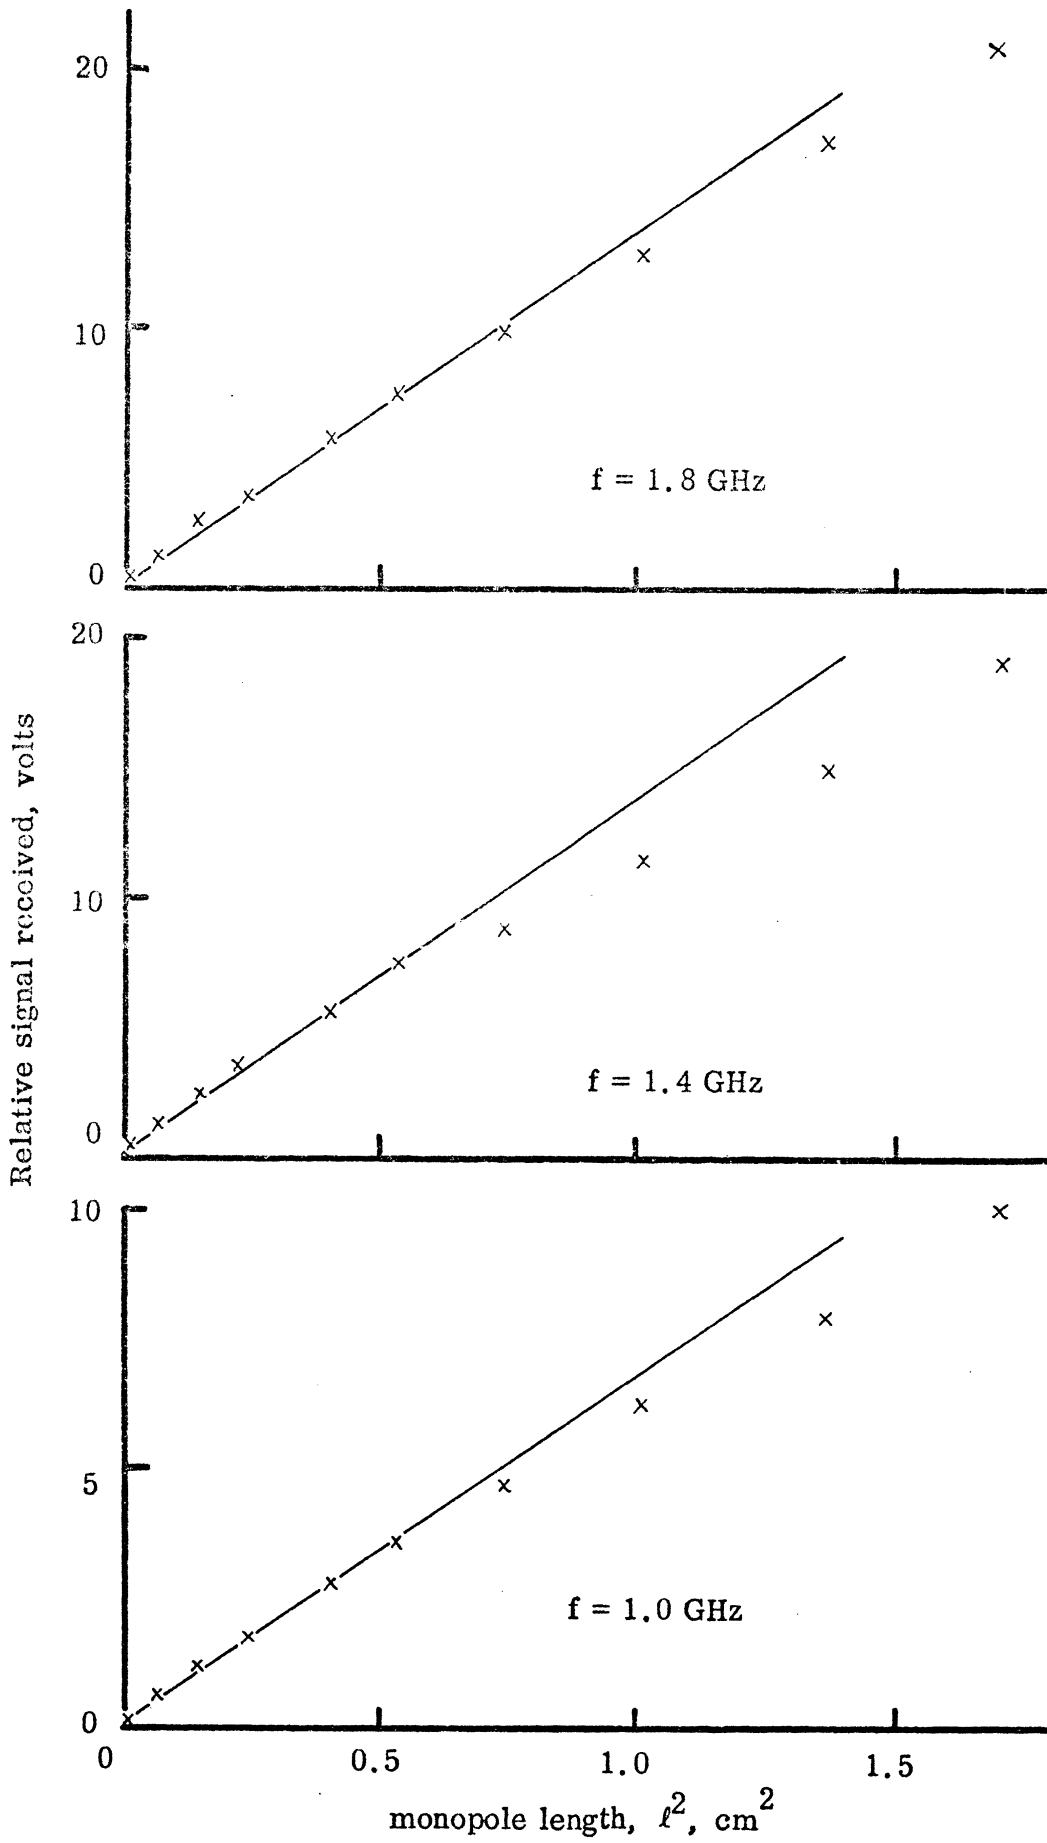 20
10
f = 1.8 GHz
0
20
Relative signal received, volts
10
f = 1.4 GHz
0
10
5
f = 1.0 GHz
0
0 0.5 1.0 1.5
monopole length, ℓ², cm²